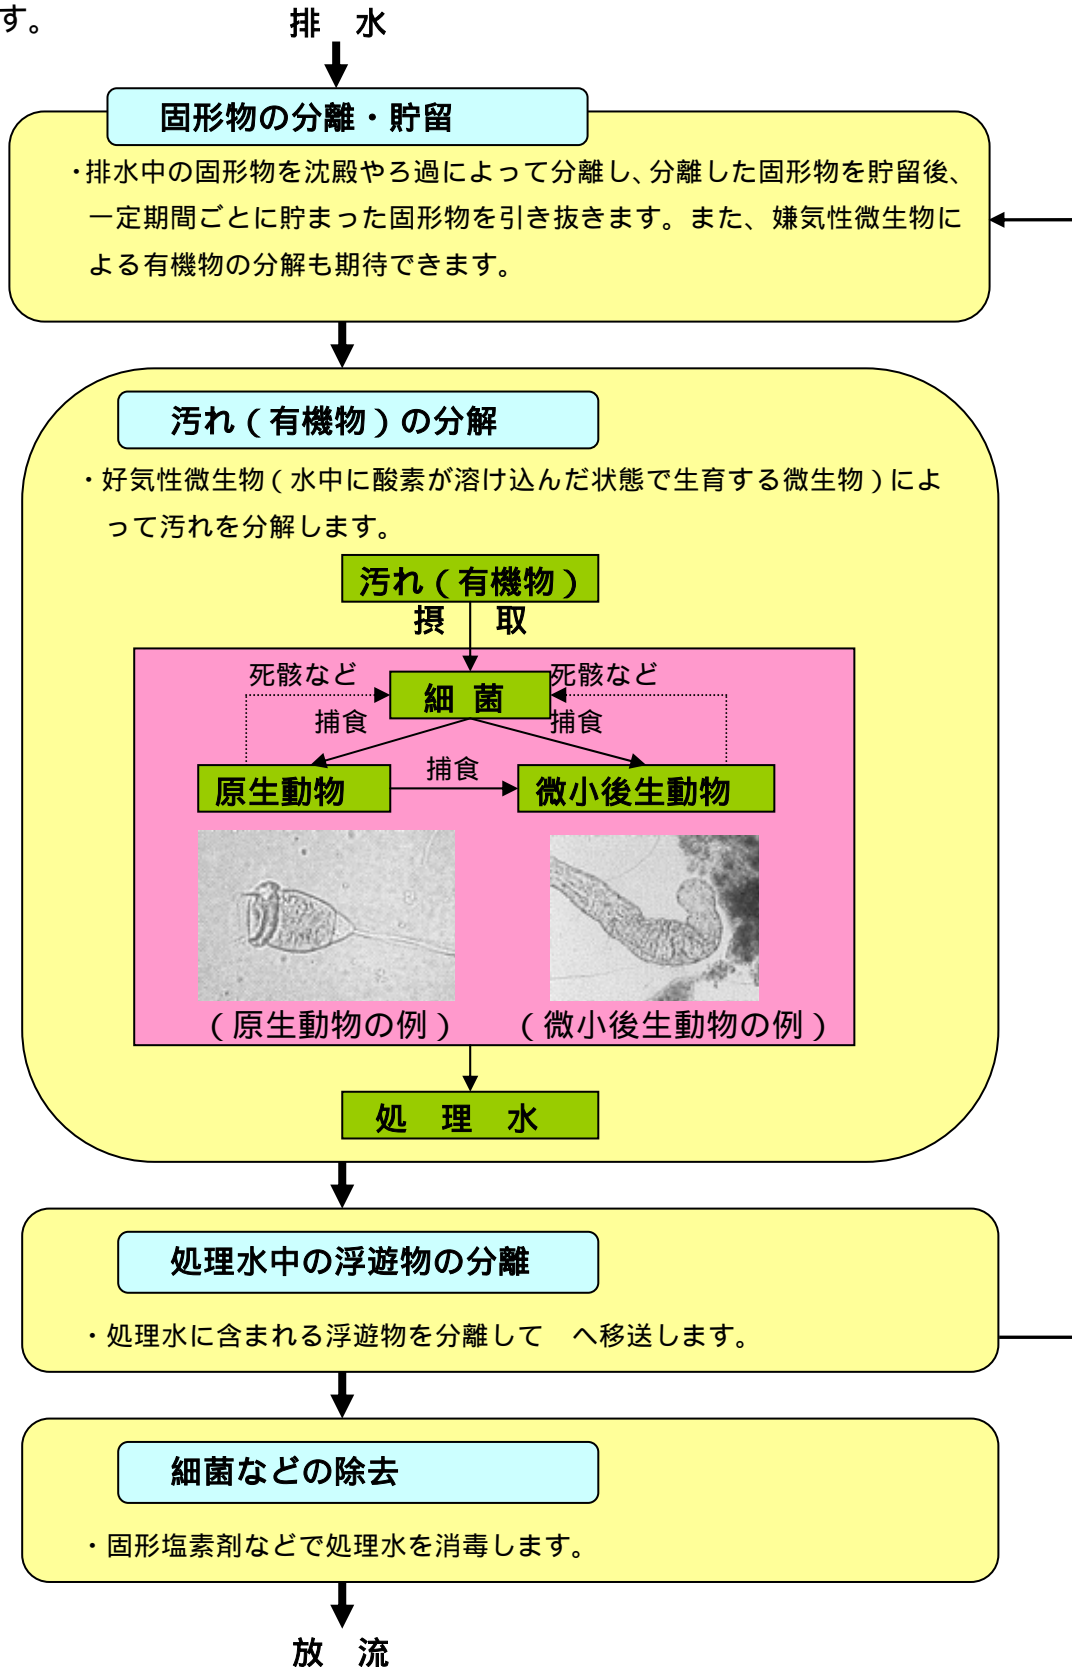 す。
排　水
固形物の分離・貯留
・排水中の固形物を沈殿やろ過によって分離し、分離した固形物を貯留後、
一定期間ごとに貯まった固形物を引き抜きます。また、嫌気性微生物に
よる有機物の分解も期待できます。
汚れ（有機物）の分解
・好気性微生物（水中に酸素が溶け込んだ状態で生育する微生物）によ
って汚れを分解します。
汚れ（有機物）
摂　取
死骸など
死骸など
細 菌
捕食
捕食
捕食
原生動物
微小後生動物
（原生動物の例）
（微小後生動物の例）
処　理　水
処理水中の浮遊物の分離
・処理水に含まれる浮遊物を分離して　へ移送します。
細菌などの除去
・固形塩素剤などで処理水を消毒します。
放　流